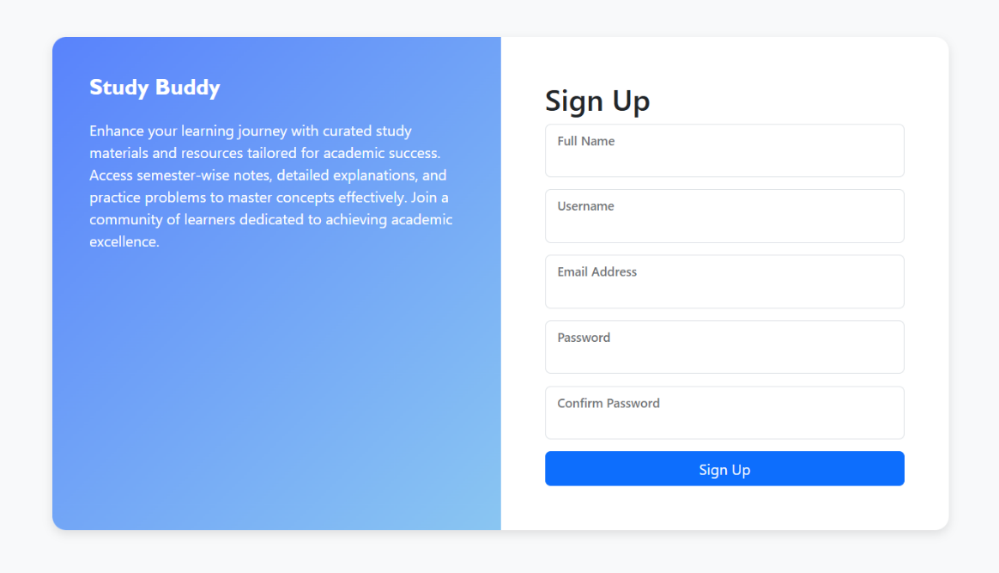 Study Buddy
Enhance your learning journey with curated study
materials and resources tailored for academic success.
Access semester-wise notes, detailed explanations, and
practice problems to master concepts effectively. Join a
community of learners dedicated to achieving academic
excellence.
Sign Up
Full Name
Username
Email Address
Password
Confirm Password
Sign Up